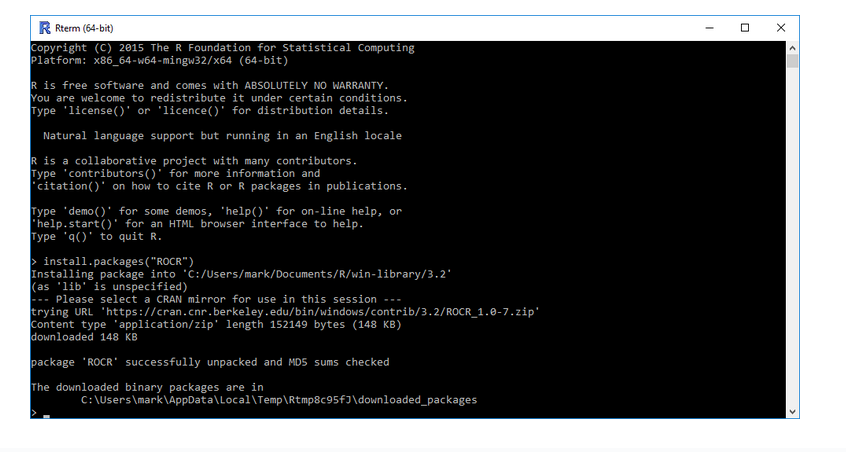 Rterm (64-bit)
Copyright (C) 2015 The R Foundation for Statistical Computing
Platform: x86_64-w64-mingw32/x64 (64-bit)
R is free software and comes with ABSOLUTELY NO WARRANTY.
You are welcome to redistribute it under certain conditions.
Type 'license()' or 'licence()' for distribution details.
Natural language support but running in an English locale
R is a collaborative project with many contributors.
Type 'contributors()' for more information and
'citation()' on how to cite R or R packages in publications.
Type 'demo()' for some demos, 'help()' for on-line help, or
'help.start()' for an HTML browser interface to help.
Type 'q()' to quit R.
> install.packages("ROCR")
Installing package into 'C:/Users/mark/Documents/R/win-library/3.2'
(as 'lib' is unspecified)
--- Please select a CRAN mirror for use in this session ---
trying URL 'https://cran.cnr.berkeley.edu/bin/windows/contrib/3.2/ROCR_1.0-7.zip'
Content type 'application/zip' length 152149 bytes (148 KB)
downloaded 148 KB
package 'ROCR' successfully unpacked and MD5 sums checked
The downloaded binary packages are in
C:\Users\mark\AppData\Local\Temp\Rtmp8c95fJ\downloaded_packages
>